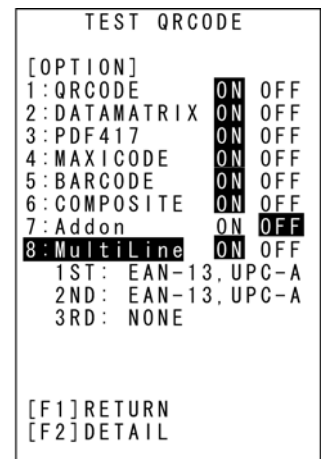 TEST QRCODE
[OPTION]
1:QRCODE ON OFF
2:DATAMATRIX ON OFF
3:PDF417 ON OFF
4:MAXICODE ON OFF
5:BARCODE ON OFF
6:COMPOSITE ON OFF
7:Addon ON OFF
8:MultiLine ON OFF
1ST: EAN-13,UPC-A
2ND: EAN-13,UPC-A
3RD: NONE
[F1]RETURN
[F2]DETAIL